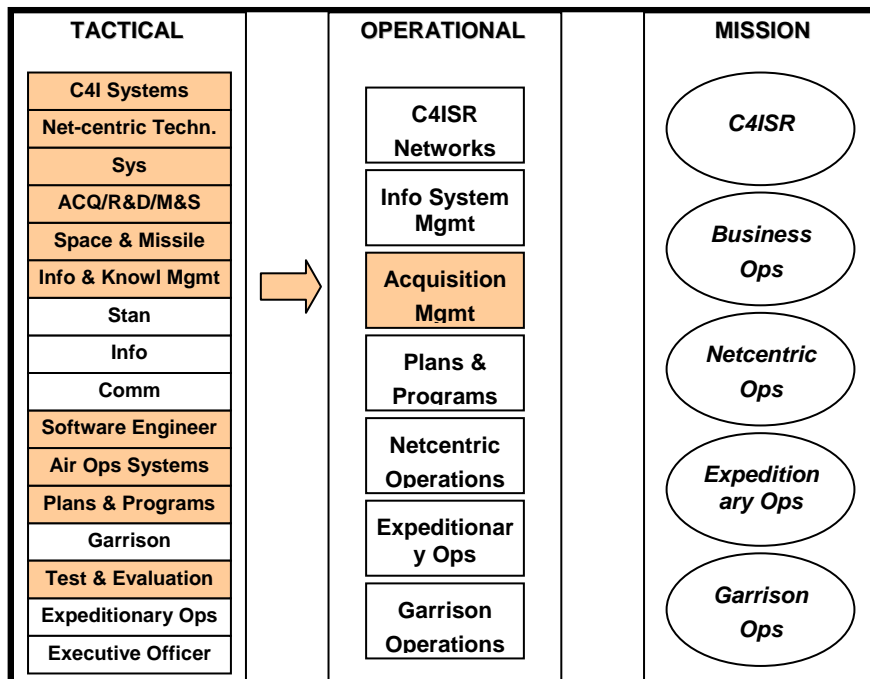 TACTICAL
C4I Systems
Net-centric Techn.
Sys
ACQ/R&D/M&S
Space & Missile
Info & Knowl Mgmt
Stan
Info
Comm
Software Engineer
Air Ops Systems
Plans & Programs
Garrison
Test & Evaluation
Expeditionary Ops
Executive Officer
OPERATIONAL
C4ISR
Networks
Info System
Mgmt
Acquisition
Mgmt
Plans &
Programs
Netcentric
Operations
Expeditionar
y Ops
Garrison
Operations
MISSION
C4ISR
Business
Ops
Netcentric
Ops
Expedition
ary Ops
Garrison
Ops